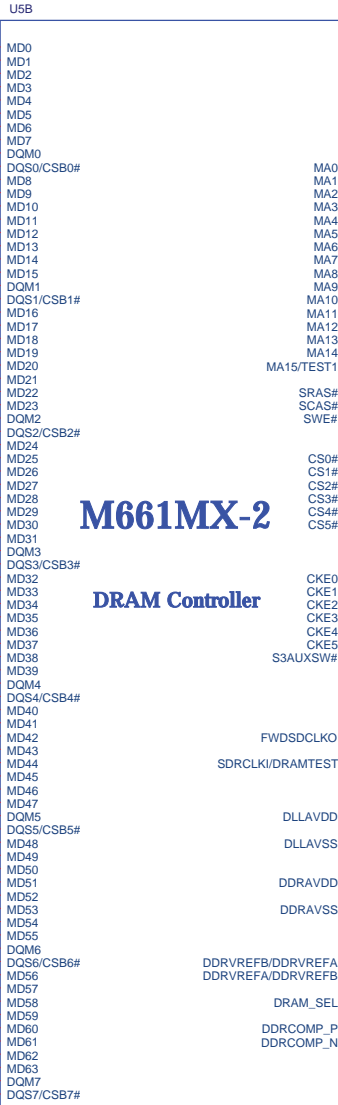 U5B
MD0
MD1
MD2
MD3
MD4
MD5
MD6
MD7
DQM0
DQS0/CSB0# MA0
MD8 MA1
MD9 MA2
MD10 MA3
MD11 MA4
MD12 MA5
MD13 MA6
MD14 MA7
MD15 MA8
DQM1 MA9
DQS1/CSB1# MA10
MD16 MA11
MD17 MA12
MD18 MA13
MD19 MA14
MD20 MA15/TEST1
MD21
MD22 SRAS#
MD23 SCAS#
DQM2 SWE#
DQS2/CSB2#
MD24
MD25 CS0#
MD26 CS1#
MD27 CS2#
MD28 CS3#
MD29 CS4#
MD30 CS5#
M661MX-2
MD31
DQM3
DQS3/CSB3#
MD32 CKE0
MD33 CKE1
MD34 CKE2
DRAM Controller
MD35 CKE3
MD36 CKE4
MD37 CKE5
MD38 S3AUXSW#
MD39
DQM4
DQS4/CSB4#
MD40
MD41
MD42 FWDSDCLKO
MD43
MD44 SDRCLKI/DRAMTEST
MD45
MD46
MD47
DQM5 DLLAVDD
DQS5/CSB5#
MD48 DLLAVSS
MD49
MD50
MD51 DDRAVDD
MD52
MD53 DDRAVSS
MD54
MD55
DQM6
DQS6/CSB6# DDRVREFB/DDRVREFA
MD56 DDRVREFA/DDRVREFB
MD57
MD58 DRAM_SEL
MD59
MD60 DDRCOMP_P
MD61 DDRCOMP_N
MD62
MD63
DQM7
DQS7/CSB7#